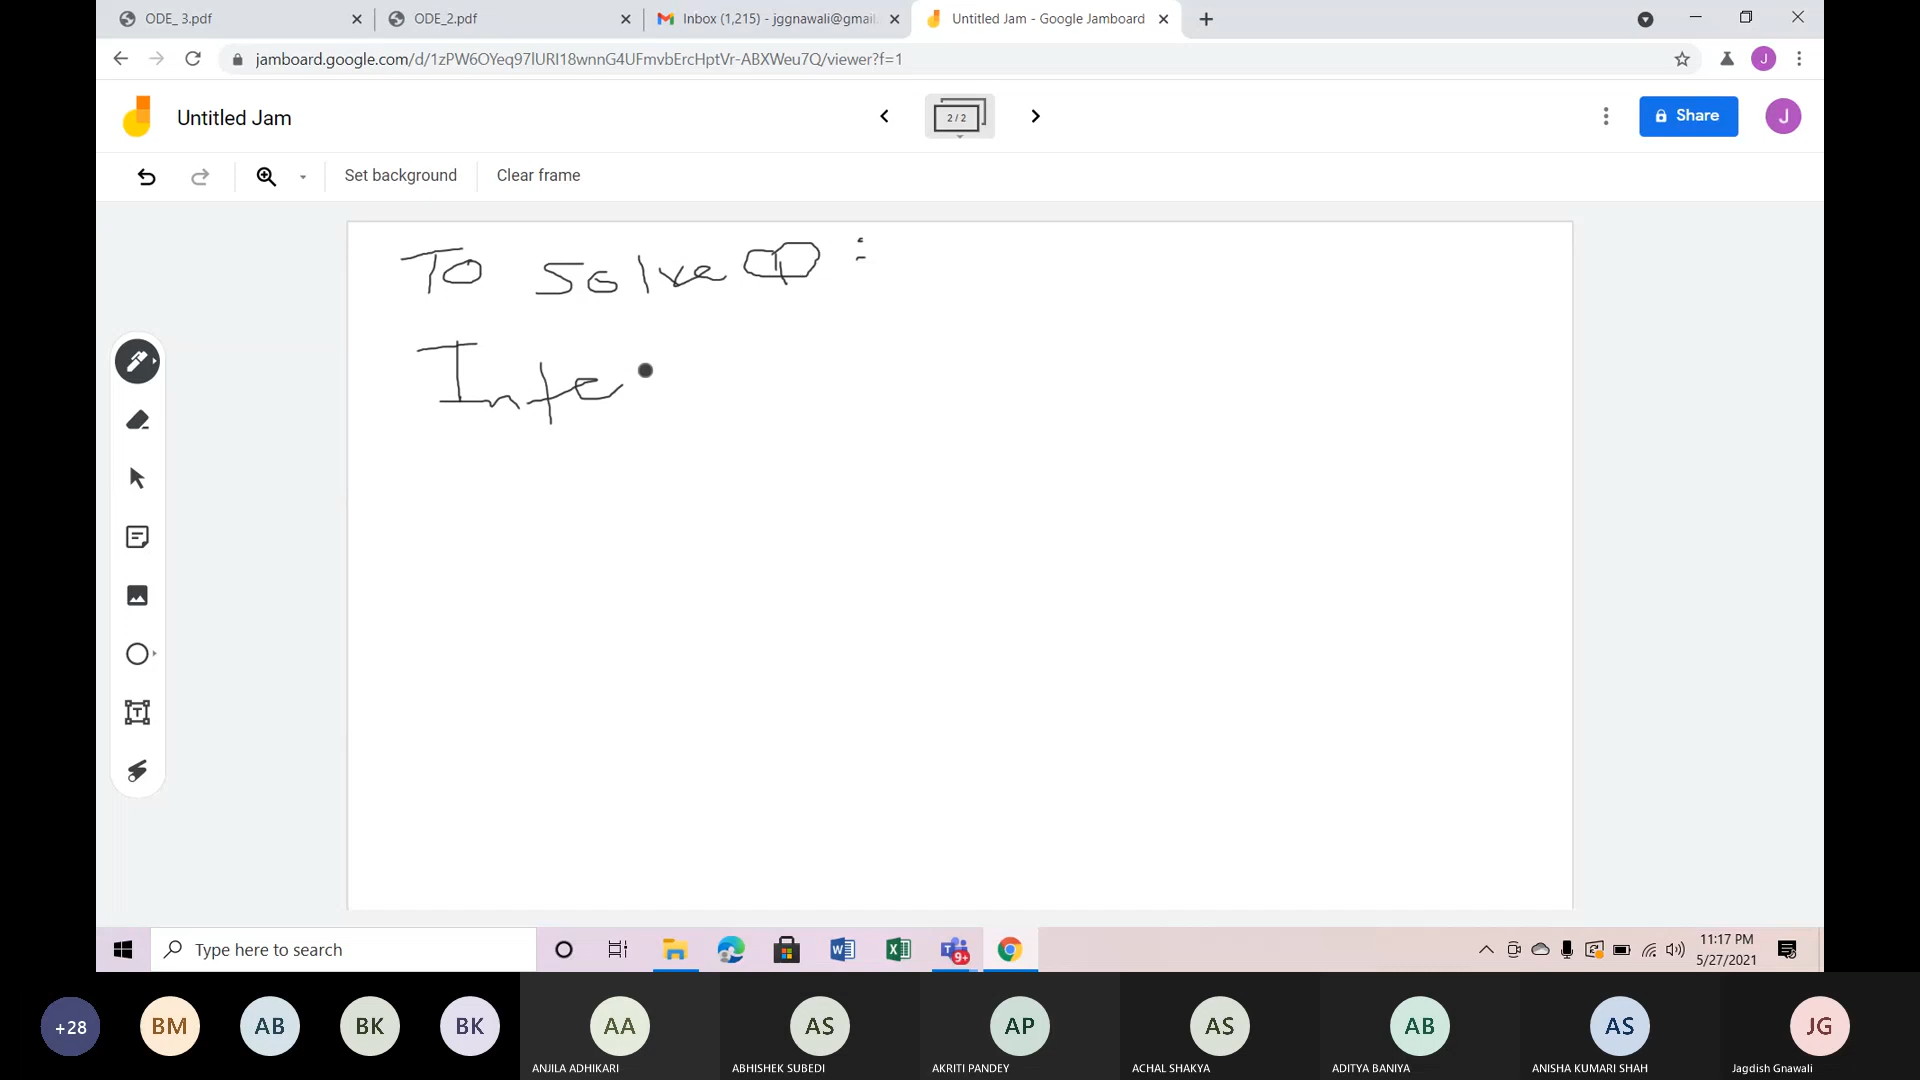 ODE_ 3.pdf
ODE_2.pdf
Inbox (1,215) - jggnawali@gmail.
Untitled Jam - Google Jamboard
jamboard.google.com/d/1zPW6OYeq97lURI18wnnG4UFmvbErcHptVr-ABXWeu7Q/viewer?f=1
J
Untitled Jam
2 / 2
Share
J
Set background
Clear frame
To solve :
Inte
Type here to search
9+
11:17 PM
5/27/2021
+28
BM
AB
BK
BK
AA
AS
AP
AS
AB
AS
JG
ANJILA ADHIKARI
ABHISHEK SUBEDI
AKRITI PANDEY
ACHAL SHAKYA
ADITYA BANIYA
ANISHA KUMARI SHAH
Jagdish Gnawali